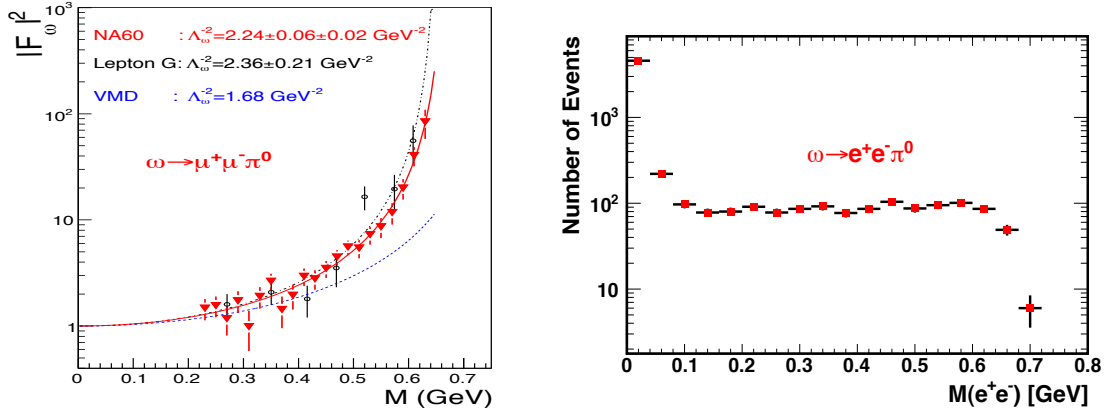 |F_ω|²
10³
10²
10
1
NA60 : Λ_ω⁻²=2.24±0.06±0.02 GeV⁻²
Lepton G: Λ_ω⁻²=2.36±0.21 GeV⁻²
VMD : Λ_ω⁻²=1.68 GeV⁻²
ω→μ⁺μ⁻π⁰
0 0.1 0.2 0.3 0.4 0.5 0.6 0.7
M (GeV)
Number of Events
10³
10²
10
ω→e⁺e⁻π⁰
0 0.1 0.2 0.3 0.4 0.5 0.6 0.7 0.8
M(e⁺e⁻) [GeV]